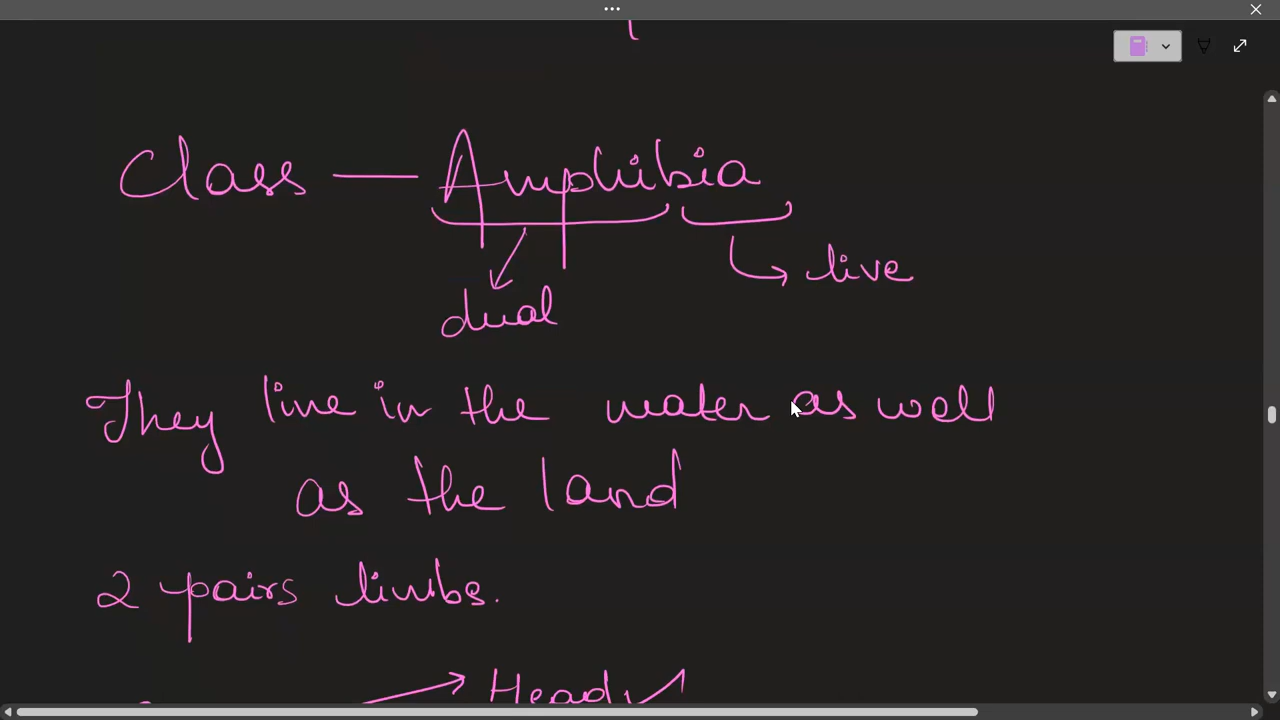 Class — Amphibia
dual
live
They live in the water as well
as the land
2 pairs limbs.
Head